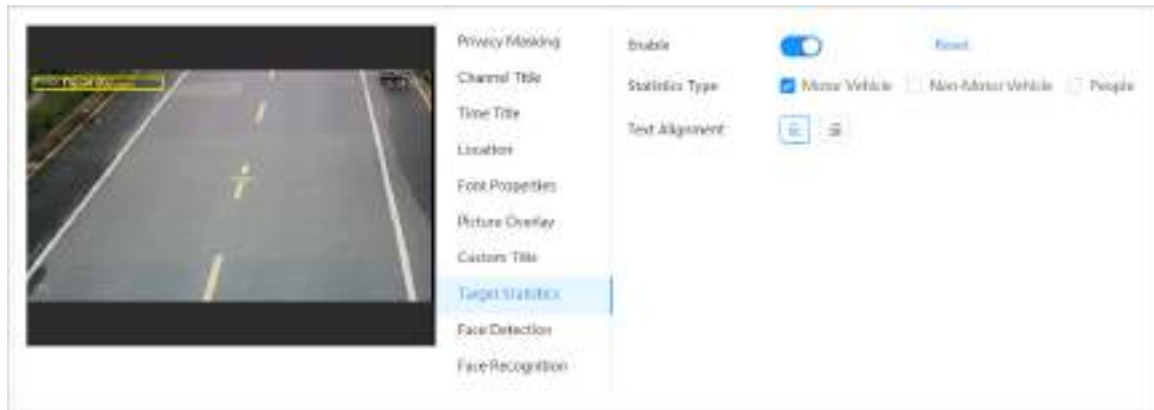 Privacy Masking
Channel Title
Time Title
Location
Font Properties
Picture Overlay
Custom Title
Target Statistics
Face Detection
Face Recognition
Enable
Reset
Statistics Type
Motor Vehicle
Non-Motor Vehicle
People
Text Alignment